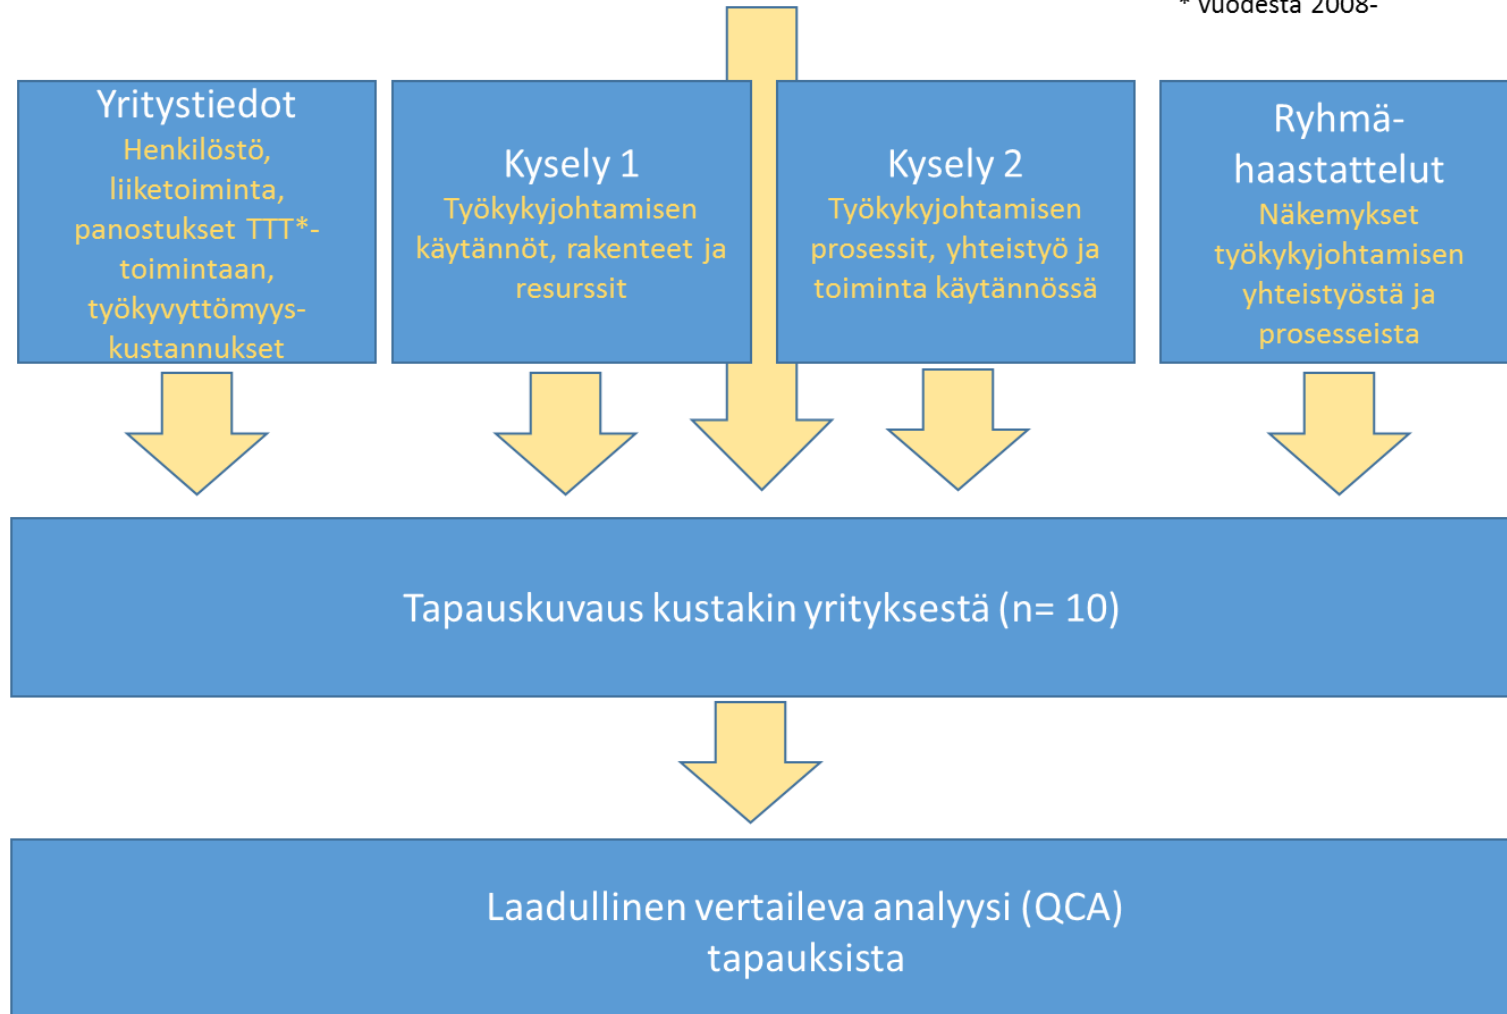 * vuodesta 2008-
Yritystiedot
Henkilöstö,
liiketoiminta,
panostukset TTT*-
toimintaan,
työkyvyttömyys-
kustannukset
Kysely 1
Työkykyjohtamisen
käytännöt, rakenteet ja
resurssit
Kysely 2
Työkykyjohtamisen
prosessit, yhteistyö ja
toiminta käytännössä
Ryhmä-
haastattelut
Näkemykset
työkykyjohtamisen
yhteistyöstä ja
prosesseista
Tapauskuvaus kustakin yrityksestä (n= 10)
Laadullinen vertaileva analyysi (QCA)
tapauksista